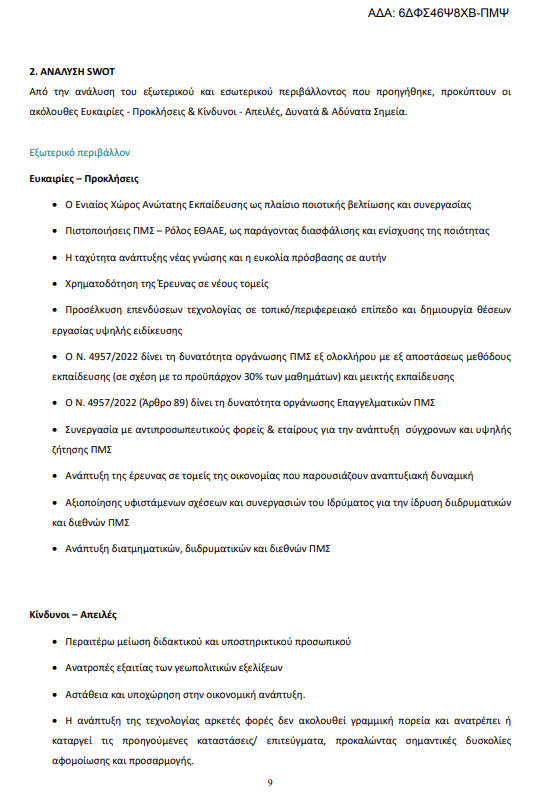 ΑΔΑ: 6ΔΦΣ46Ψ8ΧΒ-ΠΜΨ
2. ΑΝΑΛΥΣΗ SWOT
Από την ανάλυση του εξωτερικού και εσωτερικού περιβάλλοντος που προηγήθηκε, προκύπτουν οι
ακόλουθες Ευκαιρίες - Προκλήσεις & Κίνδυνοι - Απειλές, Δυνατά & Αδύνατα Σημεία.
Εξωτερικό περιβάλλον
Ευκαιρίες – Προκλήσεις
• Ο Ενιαίος Χώρος Ανώτατης Εκπαίδευσης ως πλαίσιο ποιοτικής βελτίωσης και συνεργασίας
• Πιστοποιήσεις ΠΜΣ – Ρόλος ΕΘΑΑΕ, ως παράγοντας διασφάλισης και ενίσχυσης της ποιότητας
• Η ταχύτητα ανάπτυξης νέας γνώσης και η ευκολία πρόσβασης σε αυτήν
• Χρηματοδότηση της Έρευνας σε νέους τομείς
• Προσέλκυση επενδύσεων τεχνολογίας σε τοπικό/περιφερειακό επίπεδο και δημιουργία θέσεων
εργασίας υψηλής ειδίκευσης
• Ο Ν. 4957/2022 δίνει τη δυνατότητα οργάνωσης ΠΜΣ εξ ολοκλήρου με εξ αποστάσεως μεθόδους
εκπαίδευσης (σε σχέση με το προϋπάρχον 30% των μαθημάτων) και μεικτής εκπαίδευσης
• Ο Ν. 4957/2022 (Άρθρο 89) δίνει τη δυνατότητα οργάνωσης Επαγγελματικών ΠΜΣ
• Συνεργασία με αντιπροσωπευτικούς φορείς & εταίρους για την ανάπτυξη σύγχρονων και υψηλής
ζήτησης ΠΜΣ
• Ανάπτυξη της έρευνας σε τομείς της οικονομίας που παρουσιάζουν αναπτυξιακή δυναμική
• Αξιοποίησης υφιστάμενων σχέσεων και συνεργασιών του Ιδρύματος για την ίδρυση διιδρυματικών
και διεθνών ΠΜΣ
• Ανάπτυξη διατμηματικών, διιδρυματικών και διεθνών ΠΜΣ
Κίνδυνοι – Απειλές
• Περαιτέρω μείωση διδακτικού και υποστηρικτικού προσωπικού
• Ανατροπές εξαιτίας των γεωπολιτικών εξελίξεων
• Αστάθεια και υποχώρηση στην οικονομική ανάπτυξη.
• Η ανάπτυξη της τεχνολογίας αρκετές φορές δεν ακολουθεί γραμμική πορεία και ανατρέπει ή
καταργεί τις προηγούμενες καταστάσεις/ επιτεύγματα, προκαλώντας σημαντικές δυσκολίες
αφομοίωσης και προσαρμογής.
9